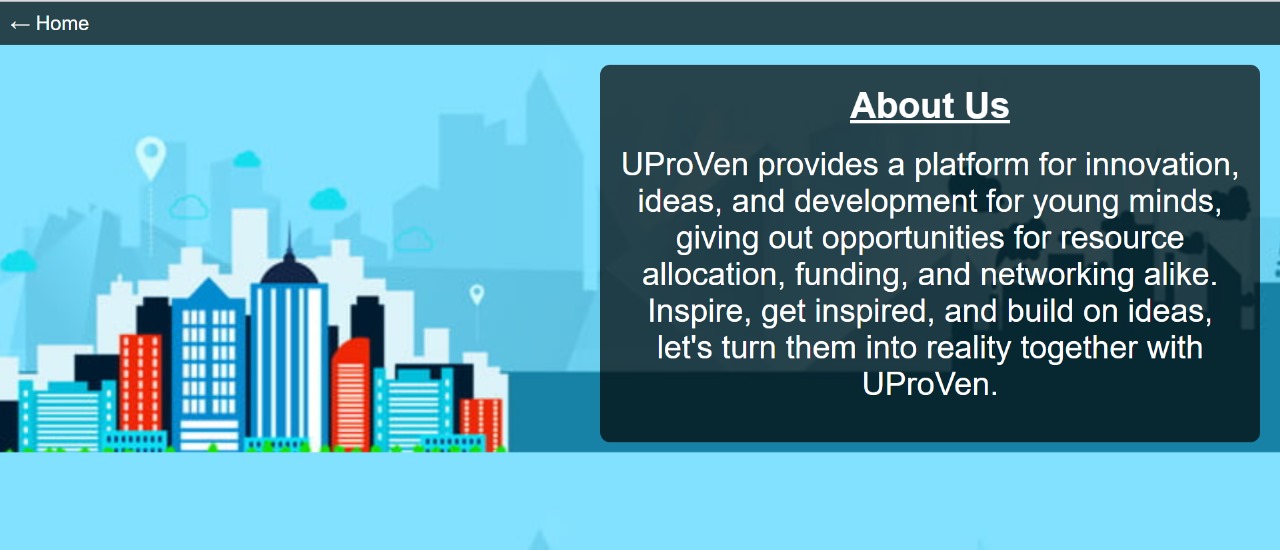 ← Home
About Us
UProVen provides a platform for innovation,
ideas, and development for young minds,
giving out opportunities for resource
allocation, funding, and networking alike.
Inspire, get inspired, and build on ideas,
let's turn them into reality together with
UProVen.